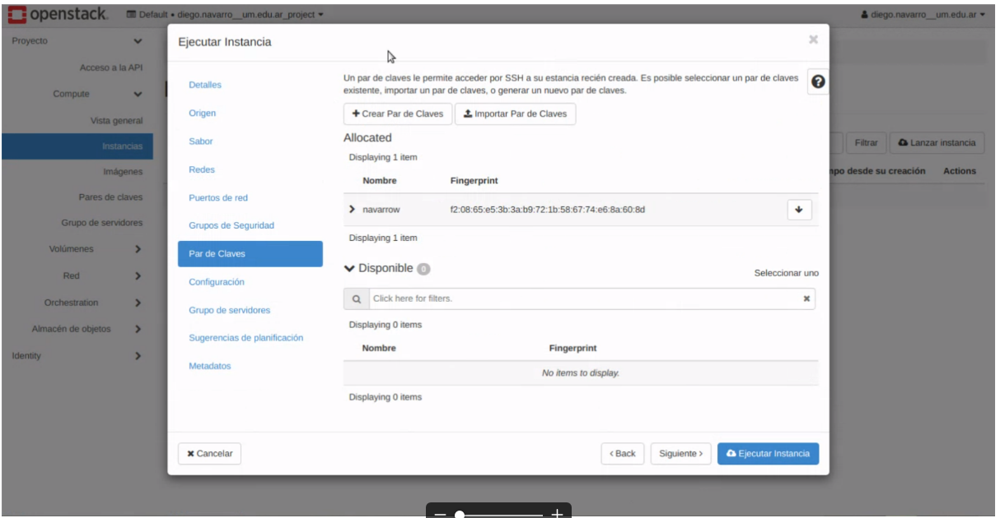 openstack. Default • diego.navarro__um.edu.ar_project diego.navarro__um.edu.ar
Proyecto
Acceso a la API
Compute
Vista general
Instancias
Imágenes
Pares de claves
Grupo de servidores
Volúmenes
Red
Orchestration
Almacén de objetos
Identity
Ejecutar Instancia
Detalles
Origen
Sabor
Redes
Puertos de red
Grupos de Seguridad
Par de Claves
Configuración
Grupo de servidores
Sugerencias de planificación
Metadatos
Un par de claves le permite acceder por SSH a su estancia recién creada. Es posible seleccionar un par de claves
existente, importar un par de claves, o generar un nuevo par de claves.
Crear Par de Claves Importar Par de Claves
Allocated
Displaying 1 item
Nombre Fingerprint
navarrow f2:08:65:e5:3b:3a:b9:72:1b:58:67:74:e6:8a:60:8d
Displaying 1 item
Disponible 0
Seleccionar uno
Click here for filters.
Displaying 0 items
Nombre Fingerprint
No items to display.
Displaying 0 items
Cancelar < Back Siguiente > Ejecutar Instancia
Filtrar Lanzar instancia
desde su creación Actions